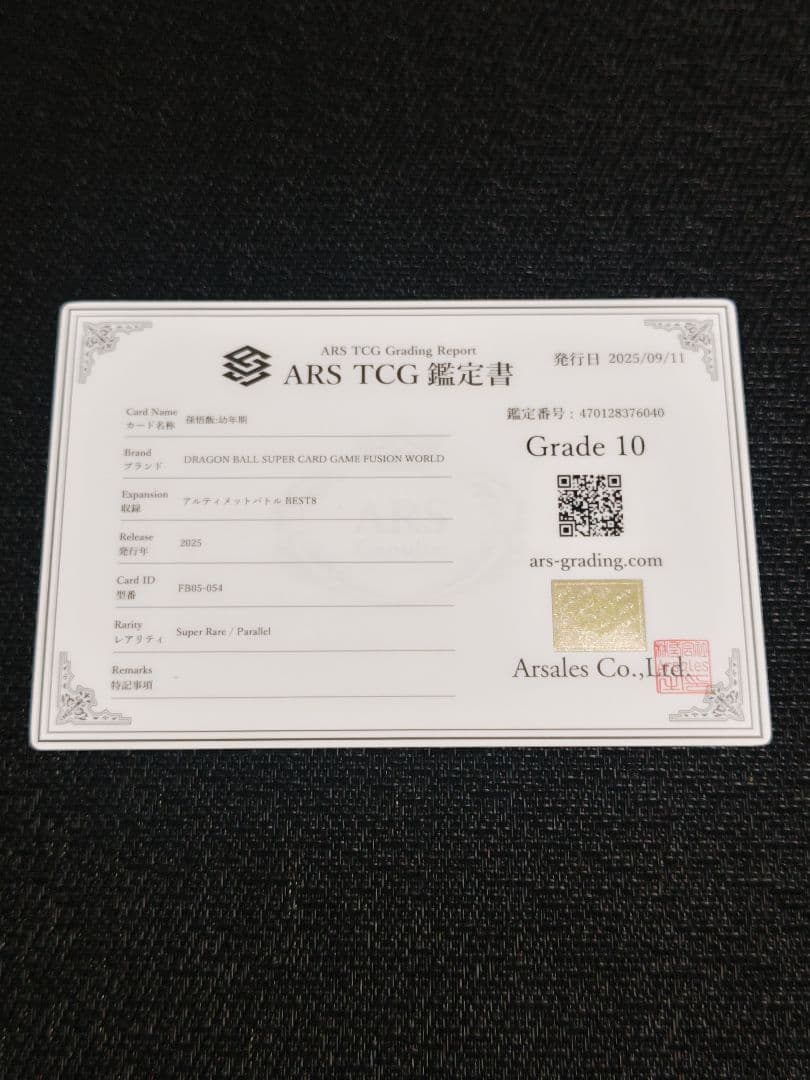 ARS TCG Grading Report
ARS TCG 鑑定書
発行日 2025/09/11
Card Name
カード名称
孫悟飯:幼年期
Brand
ブランド
DRAGON BALL SUPER CARD GAME FUSION WORLD
Expansion
収録
アルティメットバトル BEST8
Release
発行年
2025
Card ID
型番
FB05-054
Rarity
レアリティ
Super Rare / Parallel
Remarks
特記事項
-
鑑定番号 : 470128376040
Grade 10
ars-grading.com
Arsales Co.,Ltd.
ARS